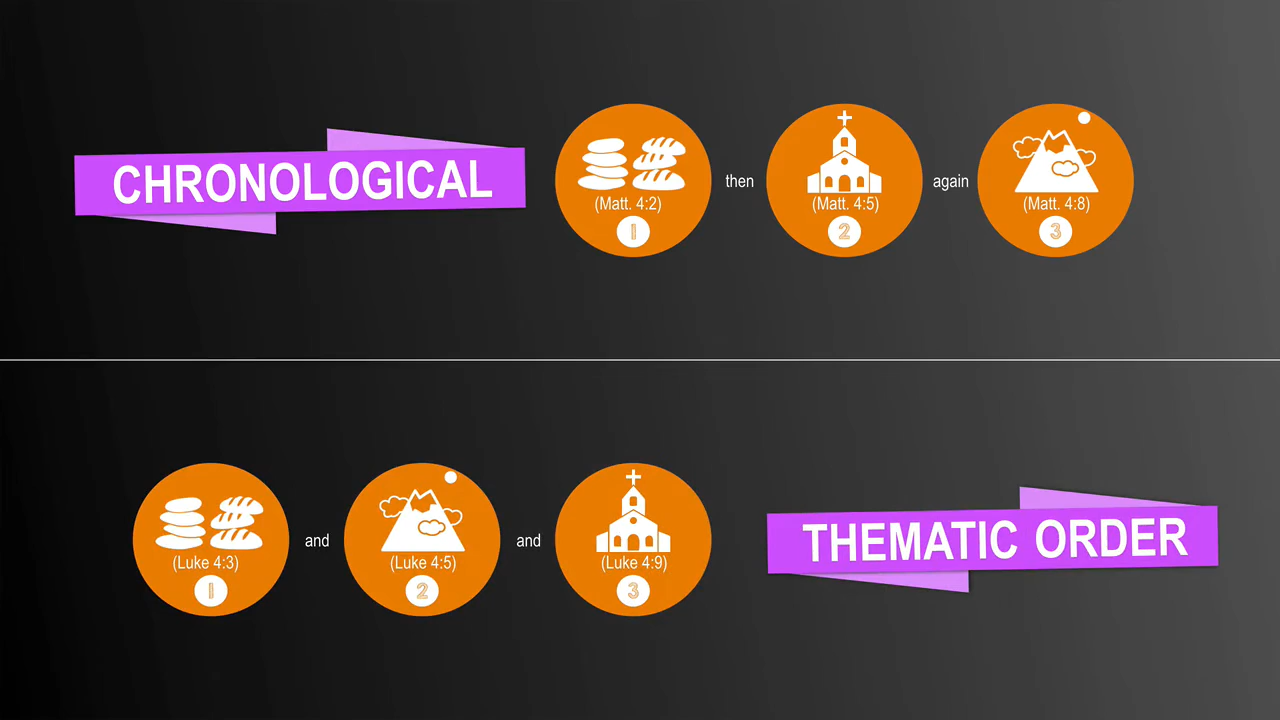 CHRONOLOGICAL
then
again
(Matt. 4:2)
(Matt. 4:5)
(Matt. 4:8)
1
2
3
and
and
(Luke 4:3)
(Luke 4:5)
(Luke 4:9)
1
2
3
THEMATIC ORDER